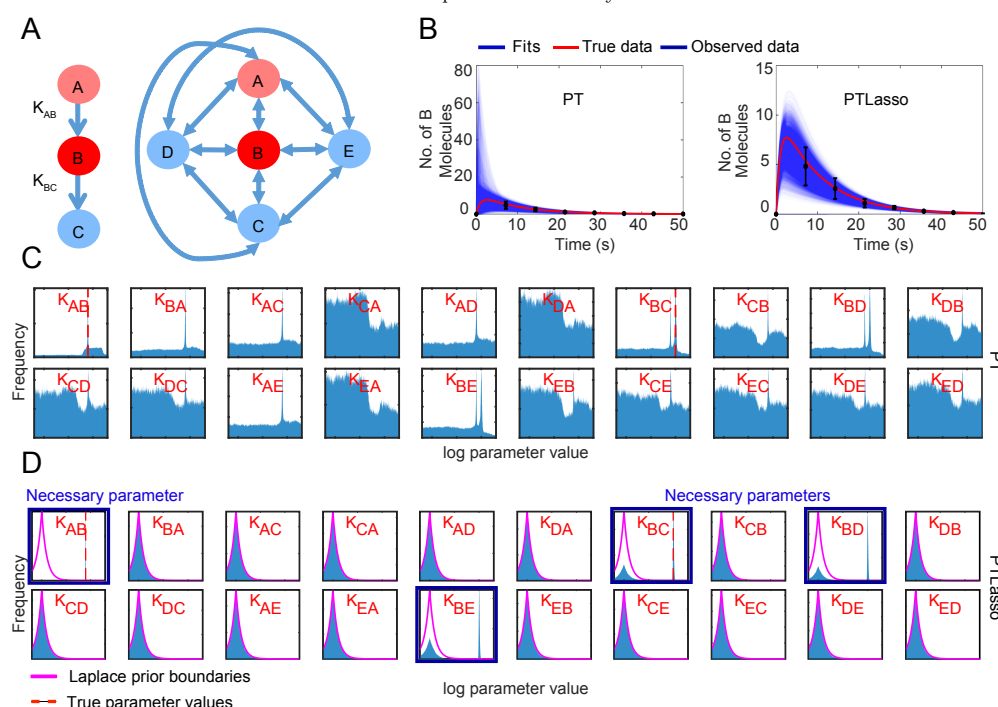 A
B
Fits
True data
Observed data
A
K_AB
B
K_BC
C
A
D
B
E
C
No. of B
Molecules
80
60
40
20
0
PT
0
10
20
30
40
50
Time (s)
No. of B
Molecules
15
10
5
0
PTLasso
0
10
20
30
40
50
Time (s)
C
Frequency
K_AB K_BA K_AC K_CA K_AD K_DA K_BC K_CB K_BD K_DB
K_CD K_DC K_AE K_EA K_BE K_EB K_CE K_EC K_DE K_ED
PT
log parameter value
D
Necessary parameter
Necessary parameters
Frequency
K_AB K_BA K_AC K_CA K_AD K_DA K_BC K_CB K_BD K_DB
K_CD K_DC K_AE K_EA K_BE K_EB K_CE K_EC K_DE K_ED
PTLasso
Laplace prior boundaries
log parameter value
True parameter values